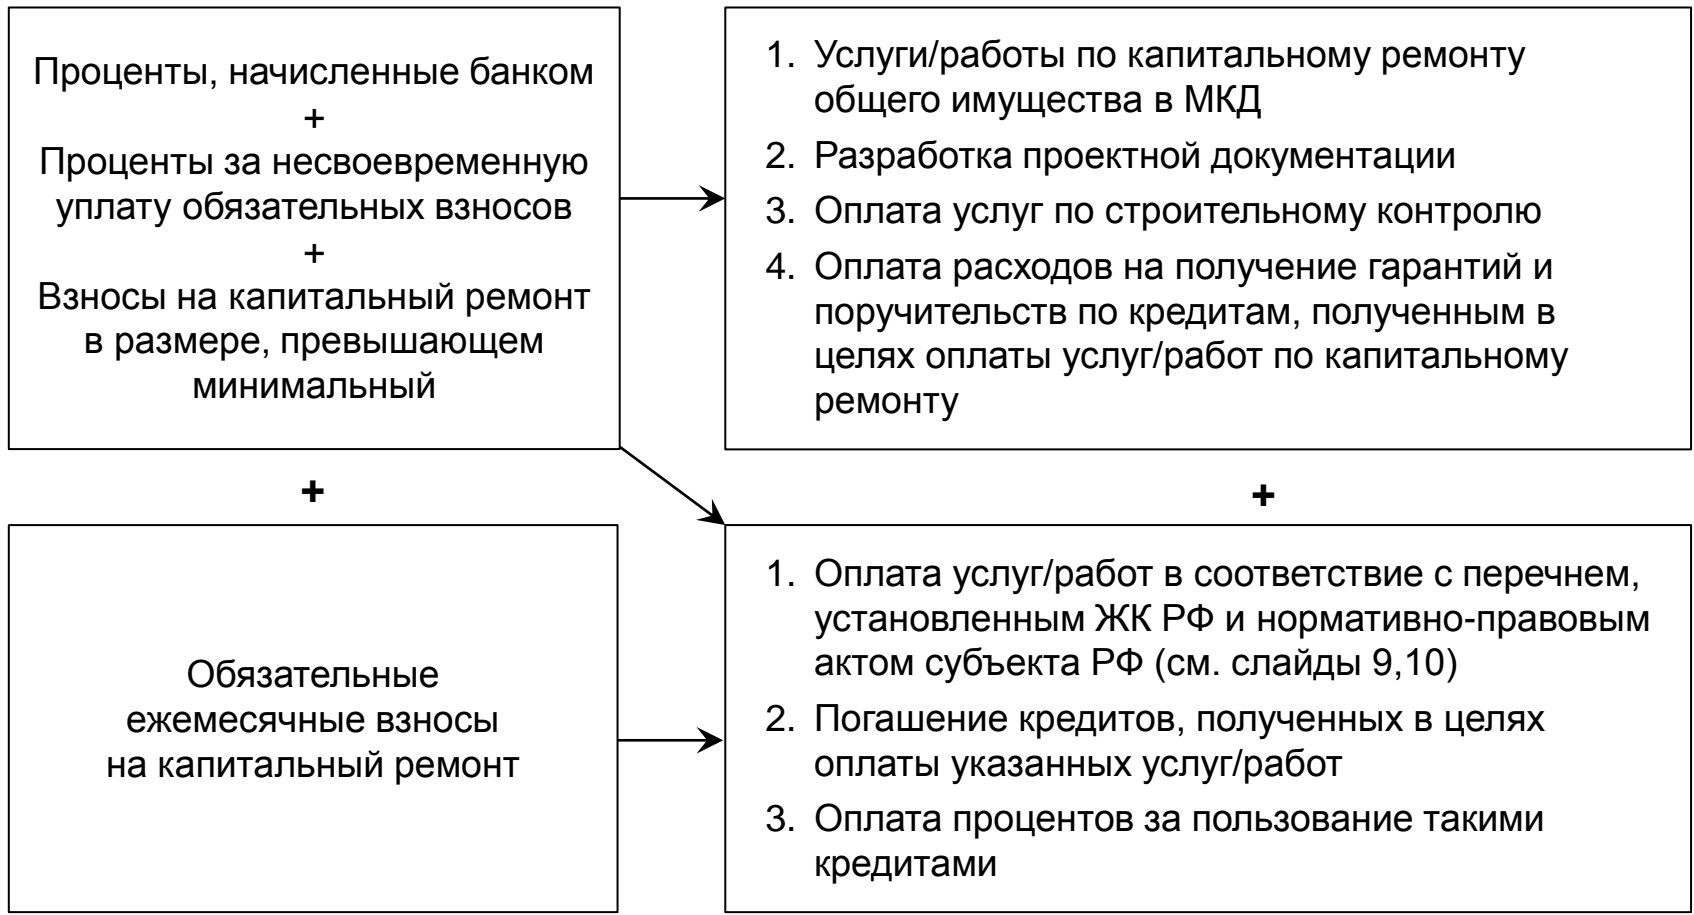 Проценты, начисленные банком
+
Проценты за несвоевременную
уплату обязательных взносов
+
Взносы на капитальный ремонт
в размере, превышающем
минимальный
1. Услуги/работы по капитальному ремонту
общего имущества в МКД
2. Разработка проектной документации
3. Оплата услуг по строительному контролю
4. Оплата расходов на получение гарантий и
поручительств по кредитам, полученным в
целях оплаты услуг/работ по капитальному
ремонту
+
+
Обязательные
ежемесячные взносы
на капитальный ремонт
1. Оплата услуг/работ в соответствие с перечнем,
установленным ЖК РФ и нормативно-правовым
актом субъекта РФ (см. слайды 9,10)
2. Погашение кредитов, полученных в целях
оплаты указанных услуг/работ
3. Оплата процентов за пользование такими
кредитами